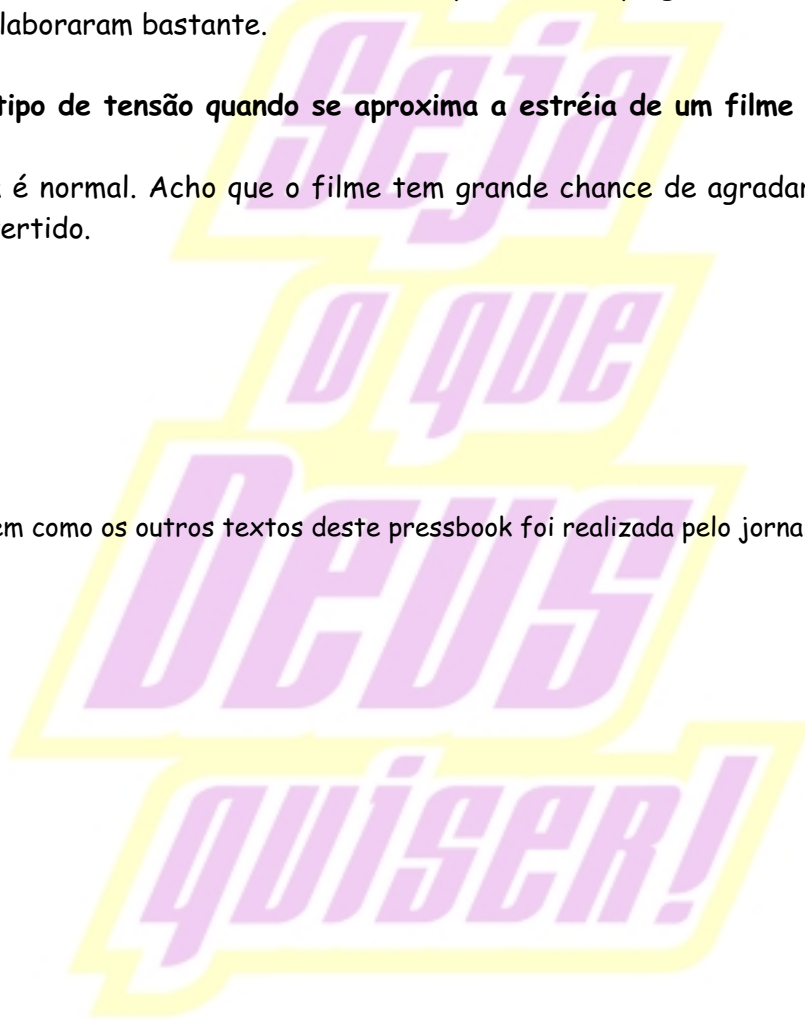 laboraram bastante.
tipo de tensão quando se aproxima a estréia de um filme
é normal. Acho que o filme tem grande chance de agradar
ertido.
em como os outros textos deste pressbook foi realizada pelo jorna
Seja
o que
Deus
quiser!